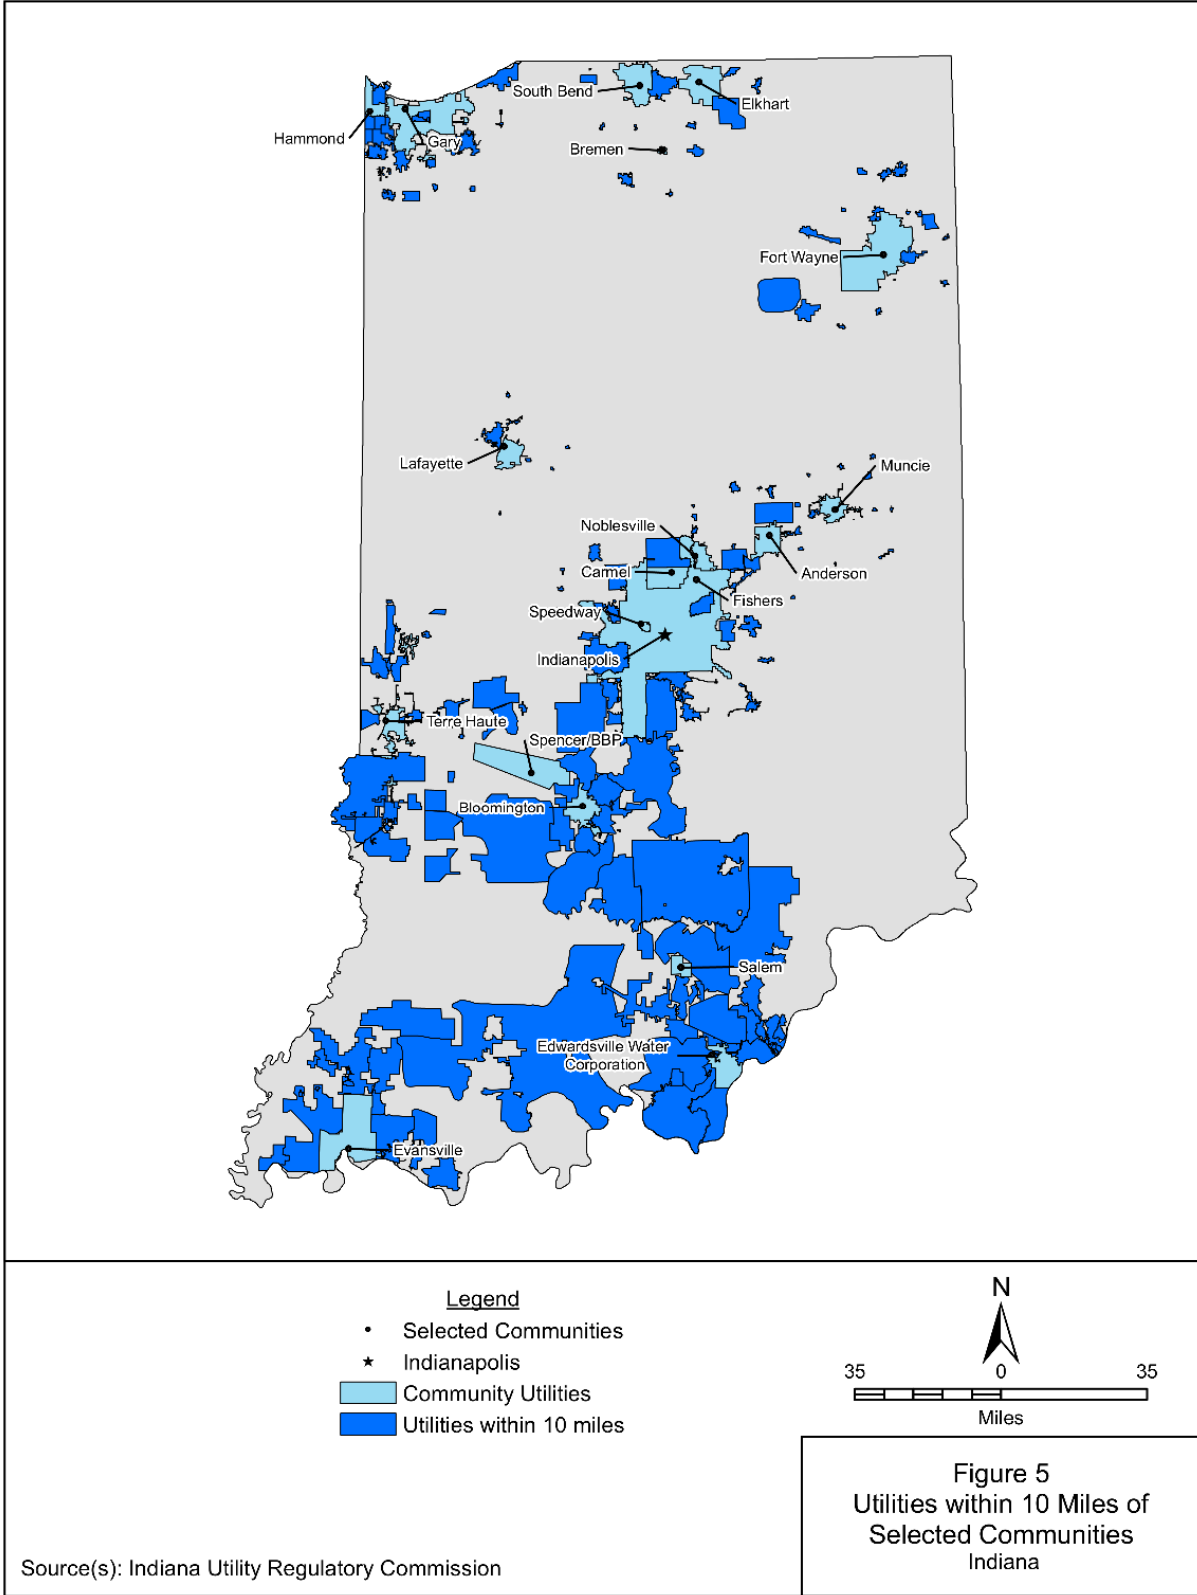 South Bend
Elkhart
Hammond
Gary
Bremen
Fort Wayne
Lafayette
Muncie
Noblesville
Carmel
Anderson
Fishers
Speedway
Indianapolis
Terre Haute
Spencer/BBP
Bloomington
Salem
Edwardsville Water
Corporation
Evansville
Legend
Selected Communities
Indianapolis
Community Utilities
Utilities within 10 miles
N
35 0 35
Miles
Figure 5
Utilities within 10 Miles of
Selected Communities
Indiana
Source(s): Indiana Utility Regulatory Commission